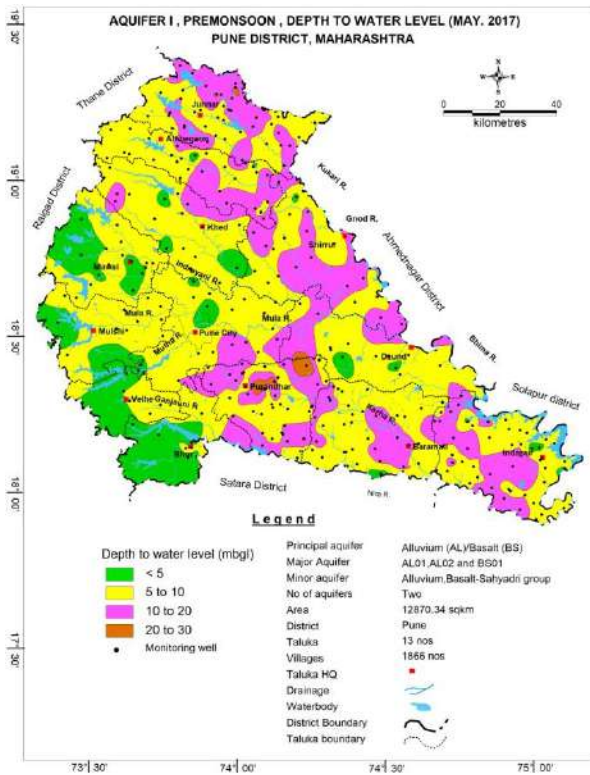 AQUIFER I , PREMONSOON , DEPTH TO WATER LEVEL (MAY. 2017)
PUNE DISTRICT, MAHARASHTRA
19°30'
19°00'
18°30'
18°00'
17°30'
Thane District
Raigad District
Ahmednagar District
Solapur district
Satara District
W E
N
S
0 20 40
kilometres
Junnar
Ambegaon
Kukari R.
Gnod R.
Khed
Shirrur
Indrayani R.
Mula R.
Mula R.
Mulshi
Mutha R.
Pune City
Daund
Bhima R.
Purandhar
Velhe
Ganjauni R
Karha R.
Baramati
Indapur
Bhor
Nira R.
Legend
Depth to water level (mbgl)
< 5
5 to 10
10 to 20
20 to 30
Monitoring well
Principal aquifer Alluvium (AL)/Basalt (BS)
Major Aquifer AL01,AL02 and BS01
Minor aquifer Alluvium,Basalt-Sahyadri group
No of aquifers Two
Area 12870.34 sqkm
District Pune
Taluka 13 nos
Villages 1866 nos
Taluka HQ
Drainage
Waterbody
District Boundary
Taluka boundary
73°30' 74°00' 74°30' 75°00'